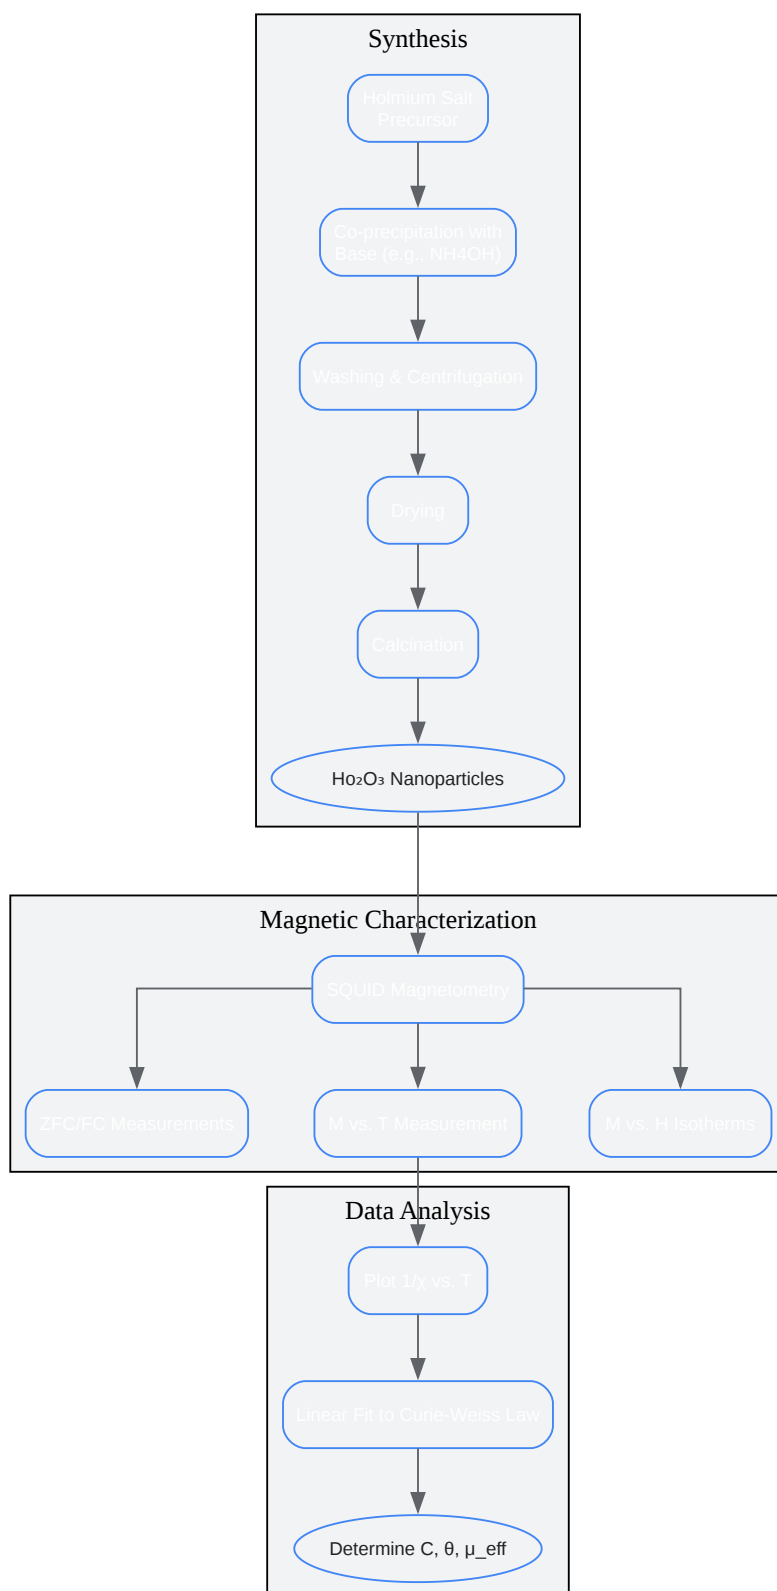 Synthesis
Holmium Salt
Precursor
Co-precipitation with
Base (e.g., NH4OH)
Washing & Centrifugation
Drying
Calcination
Ho₂O₃ Nanoparticles
Magnetic Characterization
SQUID Magnetometry
ZFC/FC Measurements
M vs. T Measurement
M vs. H Isotherms
Data Analysis
Plot 1/χ vs. T
Linear Fit to Curie-Weiss Law
Determine C, θ, μ_eff